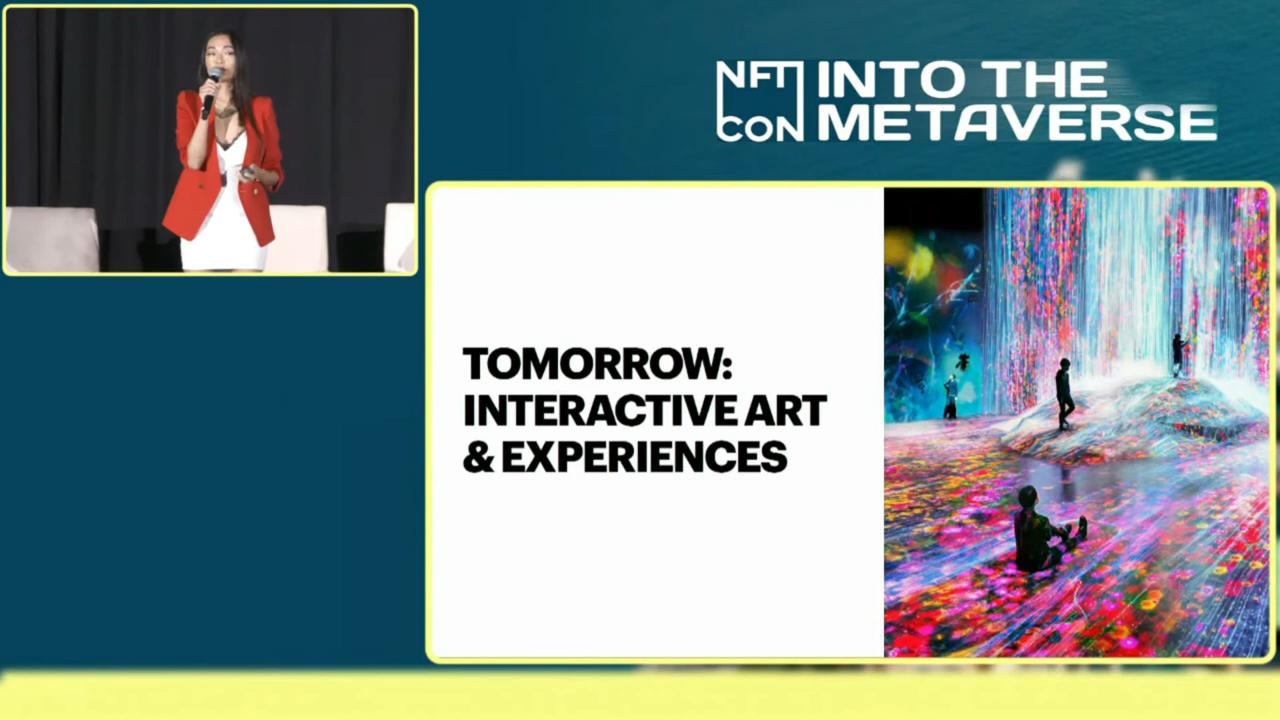 NFT
CON
INTO THE
METAVERSE
TOMORROW:
INTERACTIVE ART
& EXPERIENCES